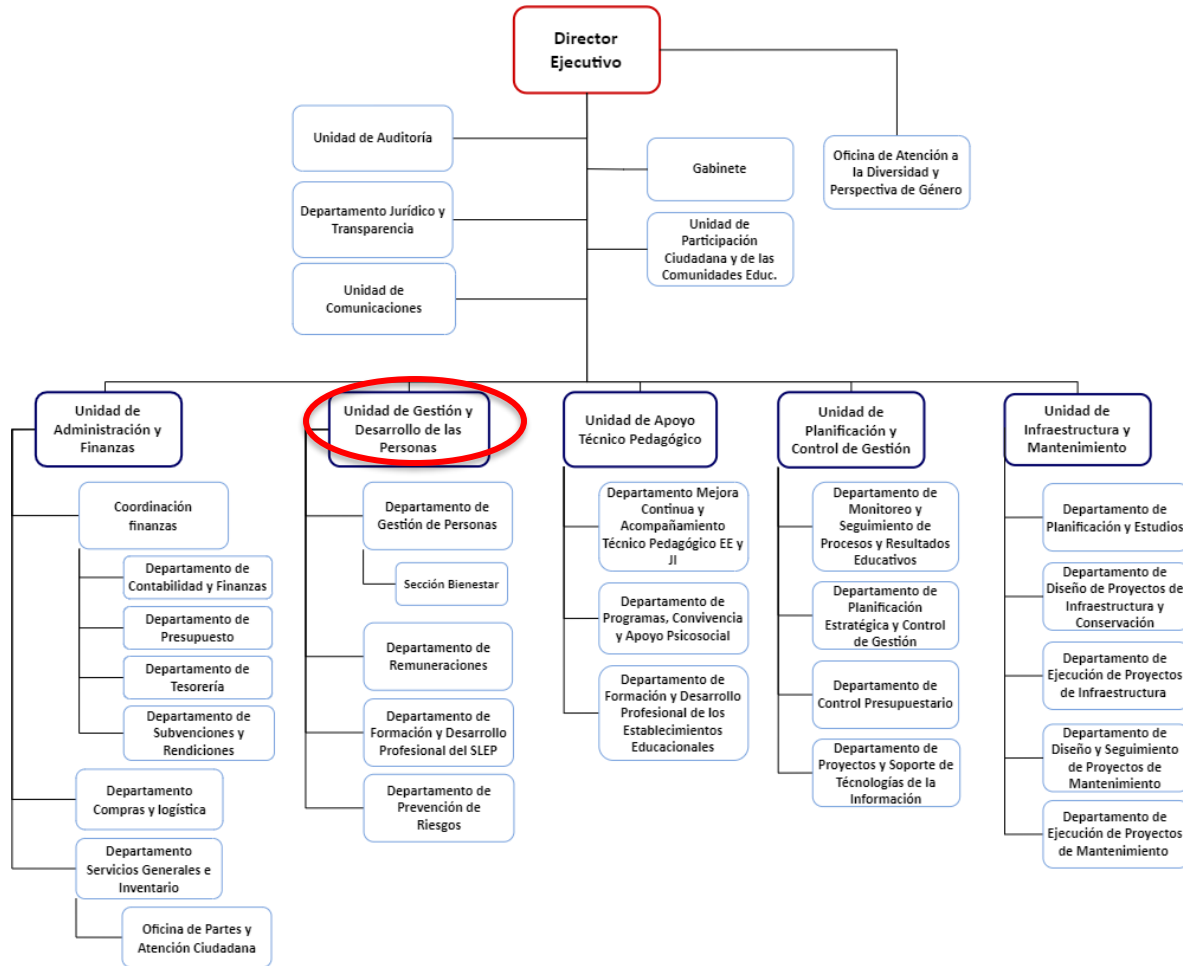 Director
Ejecutivo
Unidad de Auditoría
Gabinete
Oficina de Atención a
la Diversidad y
Perspectiva de Género
Departamento Jurídico y
Transparencia
Unidad de
Participación
Ciudadana y de las
Comunidades Educ.
Unidad de
Comunicaciones
Unidad de
Administración y
Finanzas
Coordinación
finanzas
Departamento de
Contabilidad y Finanzas
Departamento de
Presupuesto
Departamento de
Tesorería
Departamento de
Subvenciones y
Rendiciones
Departamento
Compras y logística
Departamento
Servicios Generales e
Inventario
Oficina de Partes y
Atención Ciudadana
Unidad de Gestión y
Desarrollo de las
Personas
Departamento de
Gestión de Personas
Sección Bienestar
Departamento de
Remuneraciones
Departamento de
Formación y Desarrollo
Profesional del SLEP
Departamento de
Prevención de
Riesgos
Unidad de Apoyo
Técnico Pedagógico
Departamento Mejora
Continua y
Acompañamiento
Técnico Pedagógico EE y
JI
Departamento de
Programas, Convivencia
y Apoyo Psicosocial
Departamento de
Formación y Desarrollo
Profesional de los
Establecimientos
Educacionales
Unidad de
Planificación y
Control de Gestión
Departamento de
Monitoreo y
Seguimiento de
Procesos y Resultados
Educativos
Departamento de
Planificación
Estratégica y Control
de Gestión
Departamento de
Control Presupuestario
Departamento de
Proyectos y Soporte de
Técnologías de la
Información
Unidad de
Infraestructura y
Mantenimiento
Departamento de
Planificación y Estudios
Departamento de
Diseño de Proyectos de
Infraestructura y
Conservación
Departamento de
Ejecución de Proyectos
de Infraestructura
Departamento de
Diseño y Seguimiento
de Proyectos de
Mantenimiento
Departamento de
Ejecución de Proyectos
de Mantenimiento